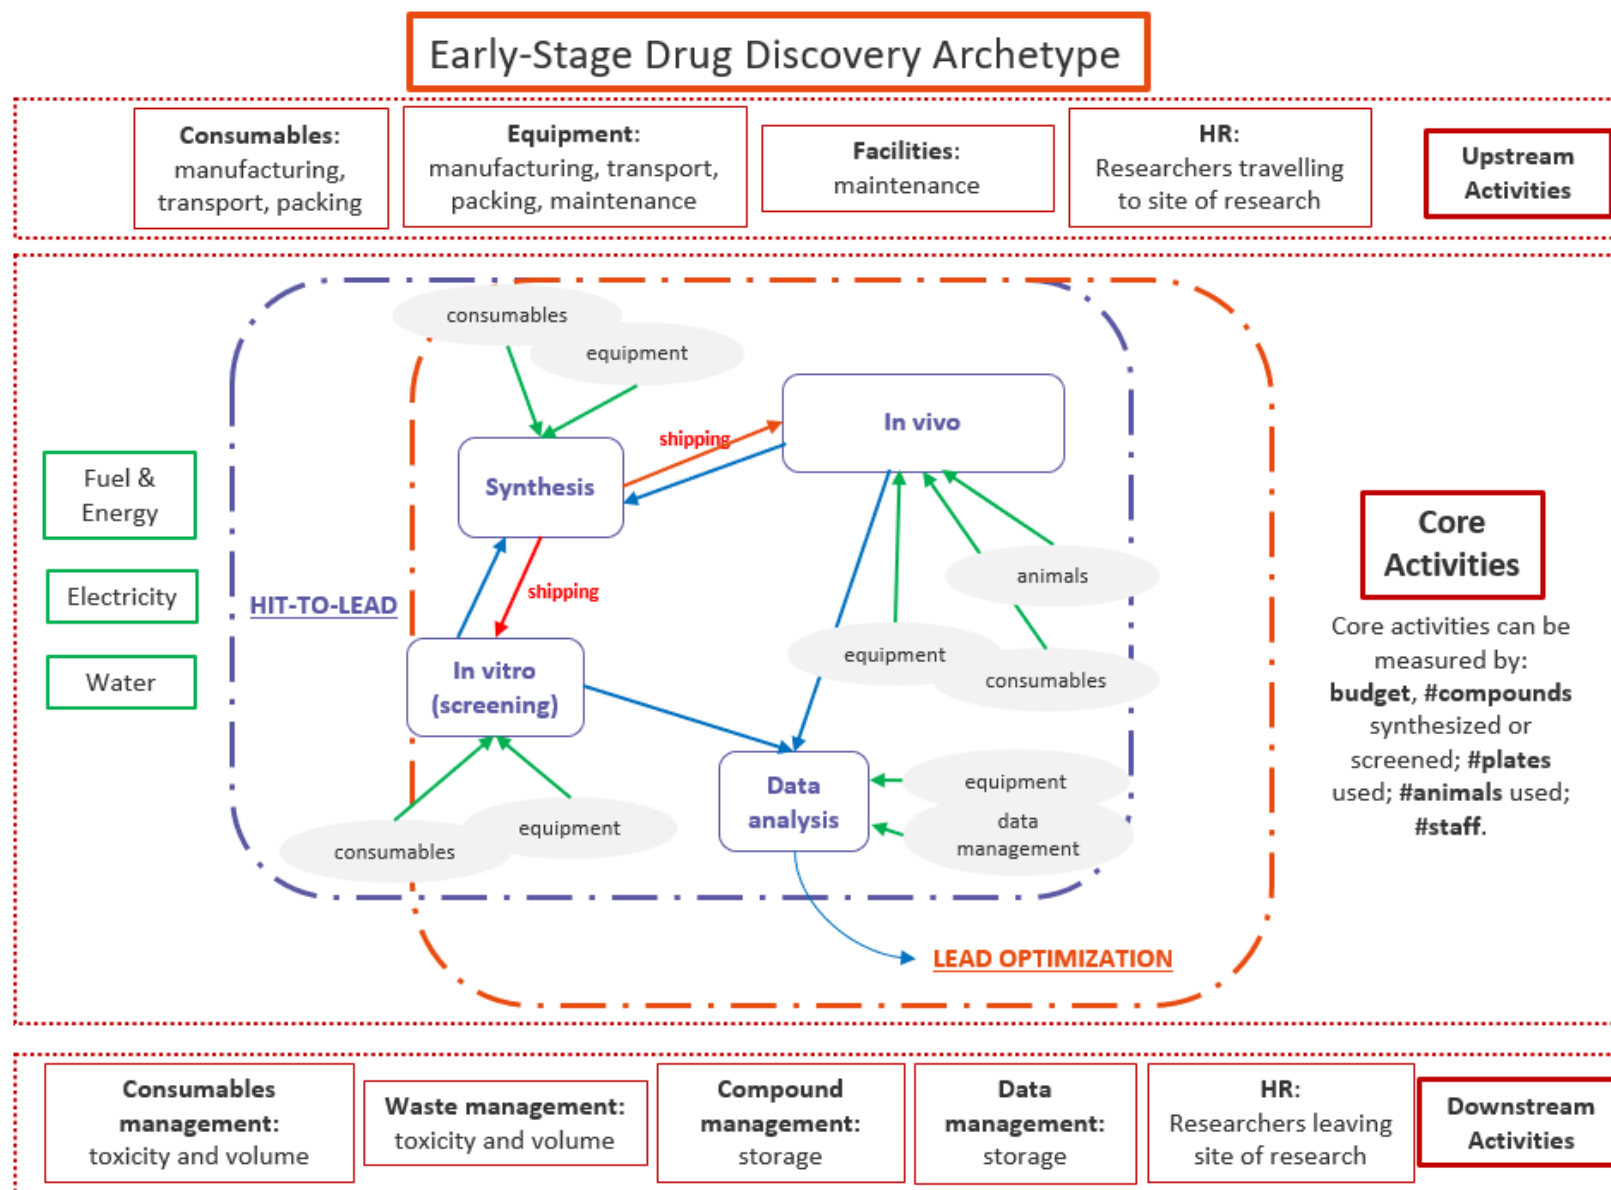 Early-Stage Drug Discovery Archetype
Consumables:
manufacturing,
transport, packing
Equipment:
manufacturing, transport,
packing, maintenance
Facilities:
maintenance
HR:
Researchers travelling
to site of research
Upstream
Activities
consumables
equipment
In vivo
shipping
Synthesis
Fuel &
Energy
Electricity
Water
HIT-TO-LEAD
shipping
In vitro
(screening)
animals
equipment
consumables
Data
analysis
equipment
data
management
consumables
equipment
LEAD OPTIMIZATION
Core
Activities
Core activities can be
measured by:
budget, #compounds
synthesized or
screened; #plates
used; #animals used;
#staff.
Consumables
management:
toxicity and volume
Waste management:
toxicity and volume
Compound
management:
storage
Data
management:
storage
HR:
Researchers leaving
site of research
Downstream
Activities